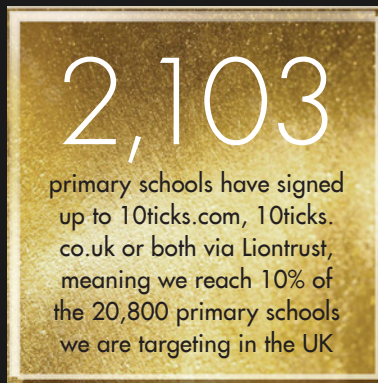 2,103
primary schools have signed
up to 10ticks.com, 10ticks.
co.uk or both via Liontrust,
meaning we reach 10% of
the 20,800 primary schools
we are targeting in the UK